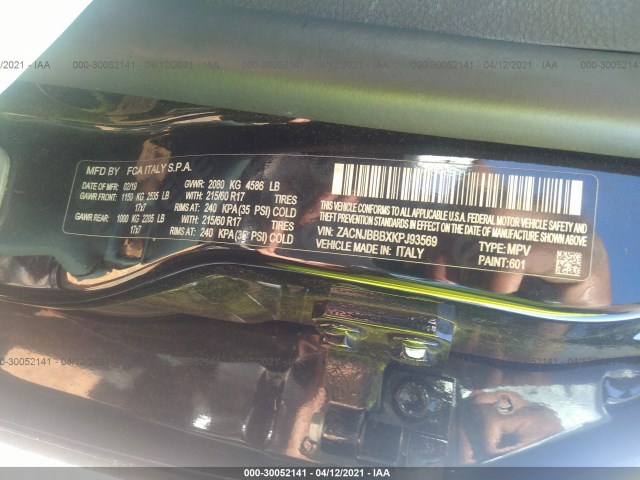 /2021 - IAA 000-30052141 - 04/12/2021 - IAA 000-30052141 - 04/12/2021 - IAA 000-3
MFD BY: FCA ITALY S.P.A.
DATE OF MFR: 02/19 GVWR: 2080 KG 4586 LB
GAWR FRONT: 1150 KG 2535 LB WITH: 215/60 R17 TIRES
17x7 RIMS AT: 240 KPA(35 PSI) COLD
GAWR REAR: 1000 KG 2205 LB WITH: 215/60 R17 TIRES
17x7 RIMS AT: 240 KPA(35 PSI) COLD
THIS VEHICLE CONFORMS TO ALL APPLICABLE U.S.A. FEDERAL MOTOR VEHICLE SAFETY, BUMPER, AND
THEFT PREVENTION STANDARDS IN EFFECT ON THE DATE OF MANUFACTURE SHOWN ABOVE.
VIN: ZACNJBBBXKPJ93569 TYPE: MPV
VEHICLE MADE IN: ITALY PAINT: 601
00-30052141 - 04/12/2021 - IAA 000-30052141 - 04/12/2021 - IAA 000-30052141 - 04/
000-30052141 - 04/12/2021 - IAA